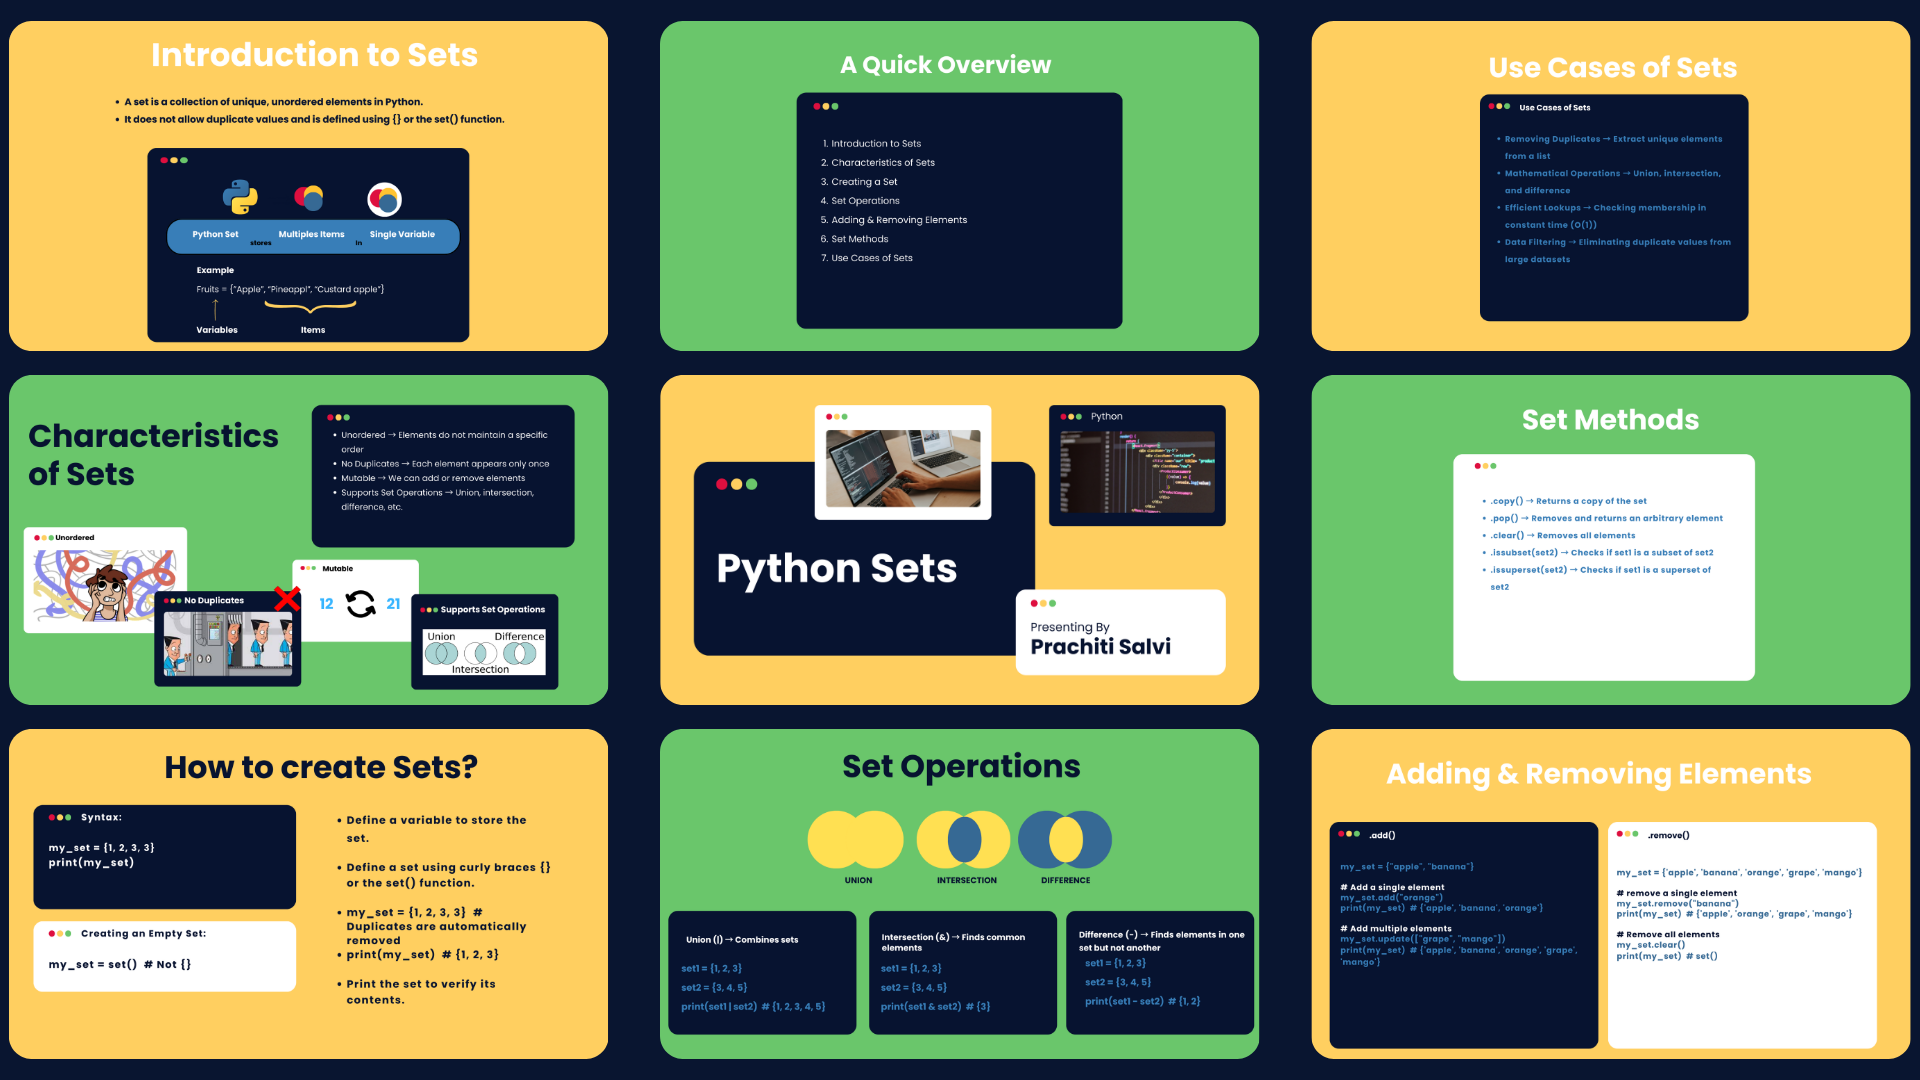 Introduction to Sets
• A set is a collection of unique, unordered elements in Python.
• It does not allow duplicate values and is defined using {} or the set() function.
Python Set stores Multiples Items in Single Variable
Example
Fruits = {"Apple", "Pineappl", "Custard apple"}
Variables Items
A Quick Overview
1. Introduction to Sets
2. Characteristics of Sets
3. Creating a Set
4. Set Operations
5. Adding & Removing Elements
6. Set Methods
7. Use Cases of Sets
Use Cases of Sets
Use Cases of Sets
• Removing Duplicates → Extract unique elements
from a list
• Mathematical Operations → Union, intersection,
and difference
• Efficient Lookups → Checking membership in
constant time (O(1))
• Data Filtering → Eliminating duplicate values from
large datasets
Characteristics
of Sets
• Unordered → Elements do not maintain a specific
order
• No Duplicates → Each element appears only once
• Mutable → We can add or remove elements
• Supports Set Operations → Union, intersection,
difference, etc.
Unordered
No Duplicates
Mutable
12 21
Supports Set Operations
Union Difference
Intersection
Python
Python Sets
Presenting By
Prachiti Salvi
Set Methods
• .copy() → Returns a copy of the set
• .pop() → Removes and returns an arbitrary element
• .clear() → Removes all elements
• .issubset(set2) → Checks if set1 is a subset of set2
• .issuperset(set2) → Checks if set1 is a superset of
set2
How to create Sets?
Syntax:
my_set = {1, 2, 3, 3}
print(my_set)
Creating an Empty Set:
my_set = set() # Not {}
• Define a variable to store the
set.
• Define a set using curly braces {}
or the set() function.
• my_set = {1, 2, 3, 3} #
Duplicates are automatically
removed
• print(my_set) # {1, 2, 3}
• Print the set to verify its
contents.
Set Operations
UNION INTERSECTION DIFFERENCE
Union (|) → Combines sets
set1 = {1, 2, 3}
set2 = {3, 4, 5}
print(set1 | set2) # {1, 2, 3, 4, 5}
Intersection (&) → Finds common
elements
set1 = {1, 2, 3}
set2 = {3, 4, 5}
print(set1 & set2) # {3}
Difference (-) → Finds elements in one
set but not another
set1 = {1, 2, 3}
set2 = {3, 4, 5}
print(set1 - set2) # {1, 2}
Adding & Removing Elements
.add()
my_set = {"apple", "banana"}
# Add a single element
my_set.add("orange")
print(my_set) # {'apple', 'banana', 'orange'}
# Add multiple elements
my_set.update(["grape", "mango"])
print(my_set) # {'apple', 'banana', 'orange', 'grape',
'mango'}
.remove()
my_set = {'apple', 'banana', 'orange', 'grape', 'mango'}
# remove a single element
my_set.remove("banana")
print(my_set) # {'apple', 'orange', 'grape', 'mango'}
# Remove all elements
my_set.clear()
print(my_set) # set()